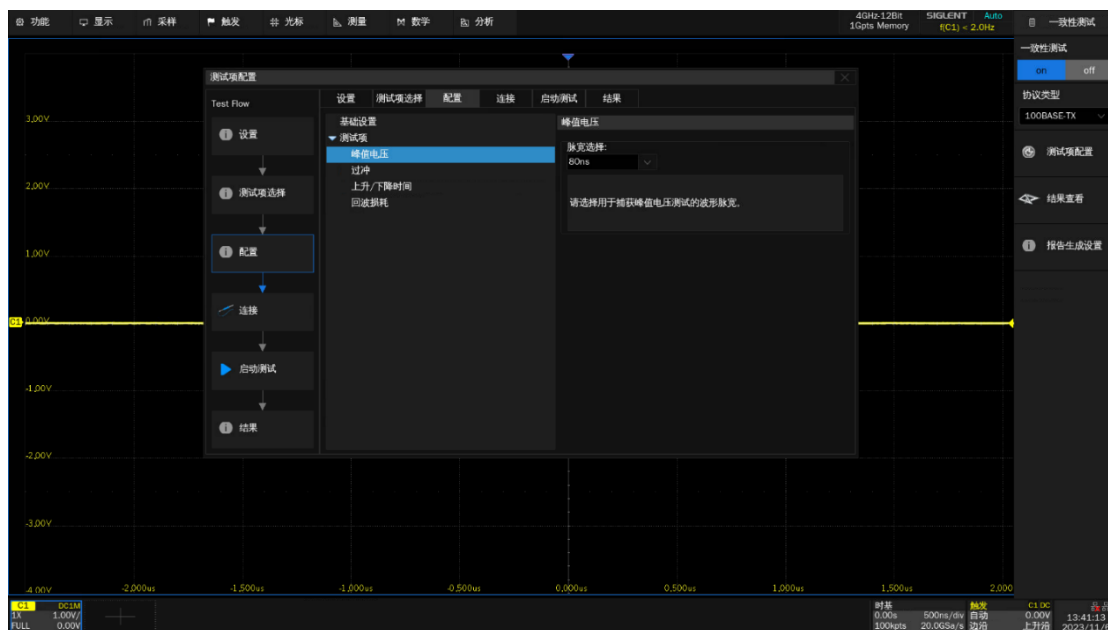 功能 显示 采样 触发 光标 测量 数学 分析
4GHz-12Bit
1Gpts Memory
SIGLENT Auto
f(C1) < 2.0Hz
一致性测试
一致性测试
on off
协议类型
100BASE-TX
测试项配置
结果查看
报告生成设置
测试项配置
Test Flow
设置
测试项选择
配置
连接
启动测试
结果
设置 测试项选择 配置 连接 启动测试 结果
基础设置
测试项
峰值电压
过冲
上升/下降时间
回波损耗
峰值电压
脉宽选择:
80ns
请选择用于捕获峰值电压测试的波形脉宽。
3.00V
2.00V
1.00V
C1 0.00V
-1.00V
-2.00V
-3.00V
-4.00V
-2.000us -1.500us -1.000us -0.500us 0.000us 0.500us 1.000us 1.500us 2.000
C1 DC1M
1X 1.00V/
FULL 0.00V
时基
0.00s 500ns/div
100kpts 20.0GSa/s
触发 C1 DC
自动 0.00V
边沿 上升沿
13:41:13
2023/11/6